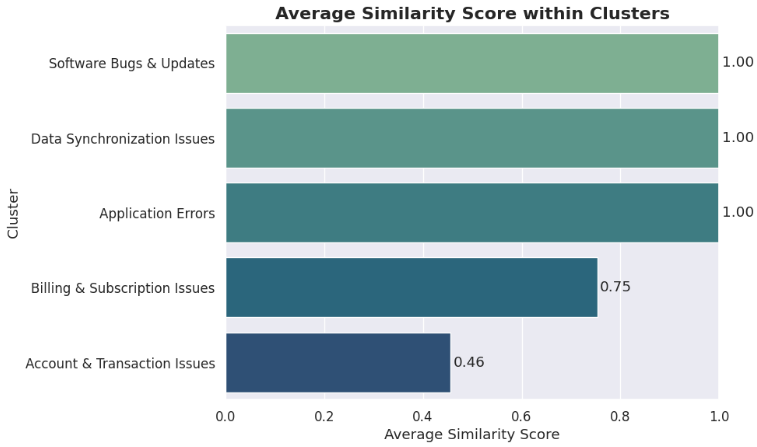 Average Similarity Score within Clusters
Software Bugs & Updates
1.00
Data Synchronization Issues
1.00
Application Errors
1.00
Billing & Subscription Issues
0.75
Account & Transaction Issues
0.46
Cluster
0.0 0.2 0.4 0.6 0.8 1.0
Average Similarity Score